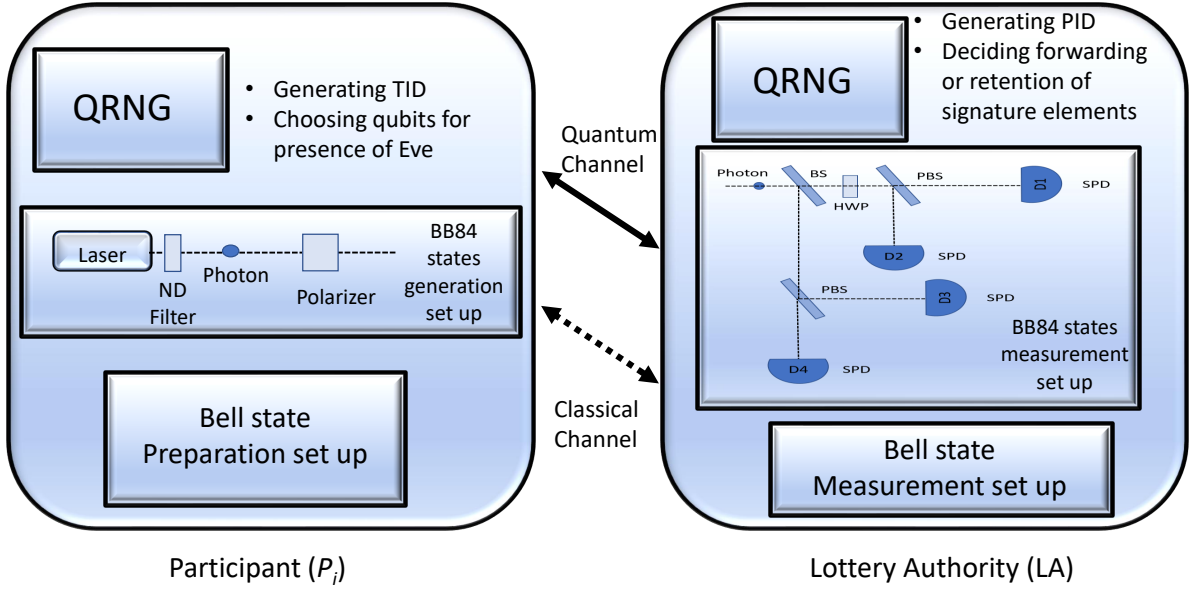 QRNG
• Generating TID
• Choosing qubits for
presence of Eve
Laser
ND
Filter
Photon
Polarizer
BB84
states
generation
set up
Bell state
Preparation set up
Participant (Pi)
Quantum
Channel
Classical
Channel
QRNG
• Generating PID
• Deciding forwarding
or retention of
signature elements
Photon
BS
HWP
PBS
D1
SPD
D2
SPD
PBS
D3
SPD
D4
SPD
BB84 states
measurement
set up
Bell state
Measurement set up
Lottery Authority (LA)